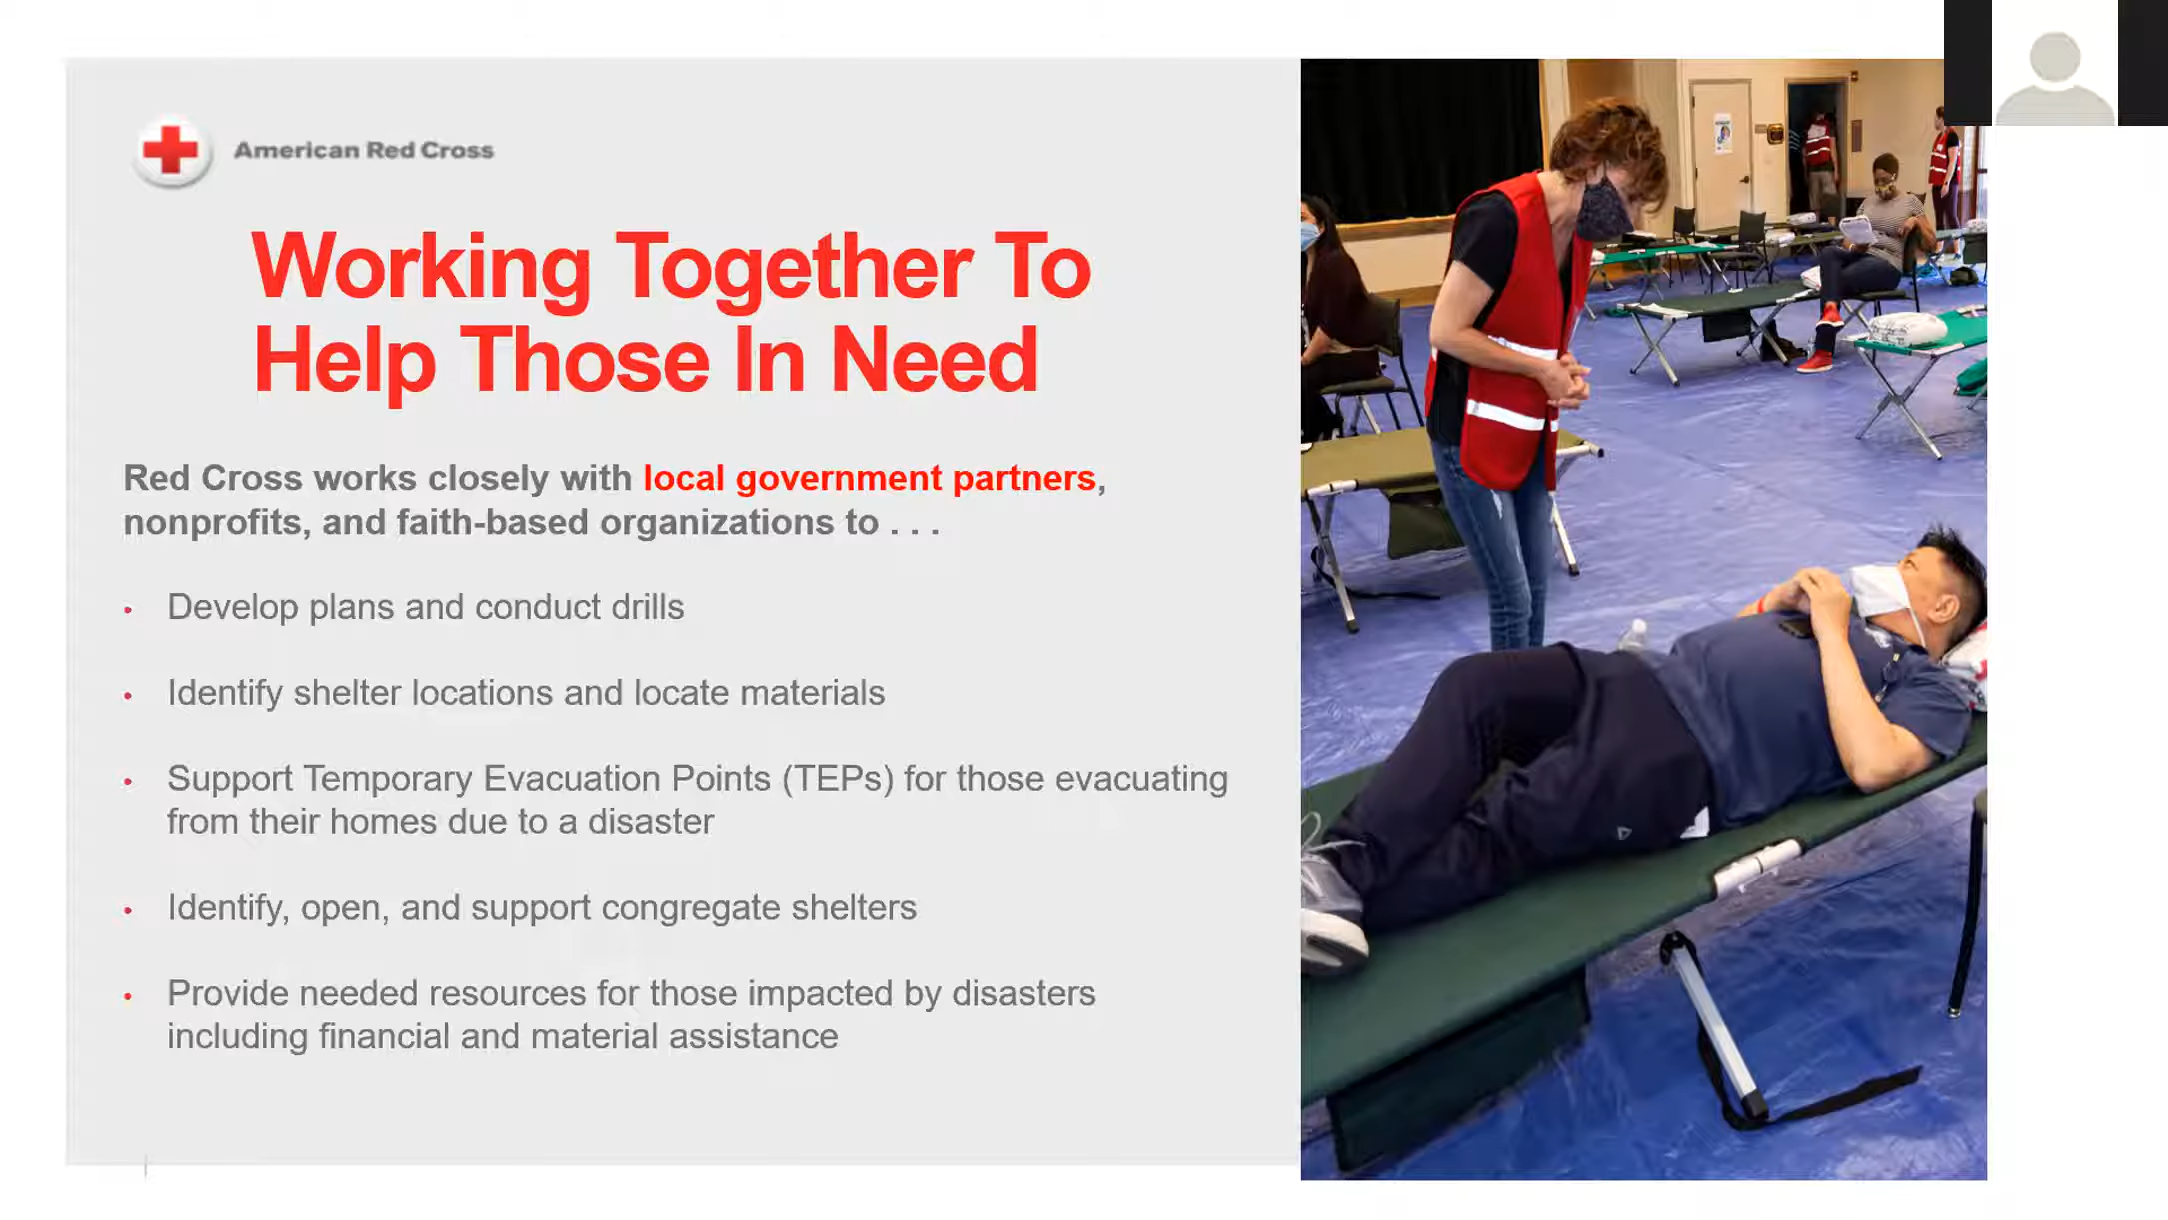 American Red Cross
Working Together To
Help Those In Need
Red Cross works closely with local government partners,
nonprofits, and faith-based organizations to . . .
• Develop plans and conduct drills
• Identify shelter locations and locate materials
• Support Temporary Evacuation Points (TEPs) for those evacuating
from their homes due to a disaster
• Identify, open, and support congregate shelters
• Provide needed resources for those impacted by disasters
including financial and material assistance